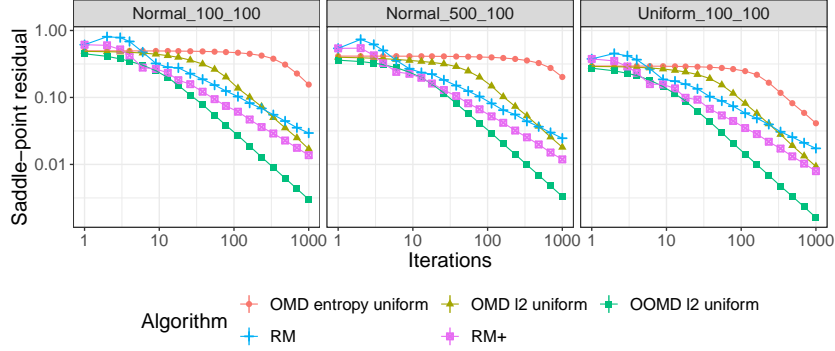 Normal_100_100 Normal_500_100 Uniform_100_100
Saddle−point residual
1.00
0.10
0.01
1 10 100 1000 1 10 100 1000 1 10 100 1000
Iterations
Algorithm
OMD entropy uniform OMD l2 uniform OOMD l2 uniform
RM RM+